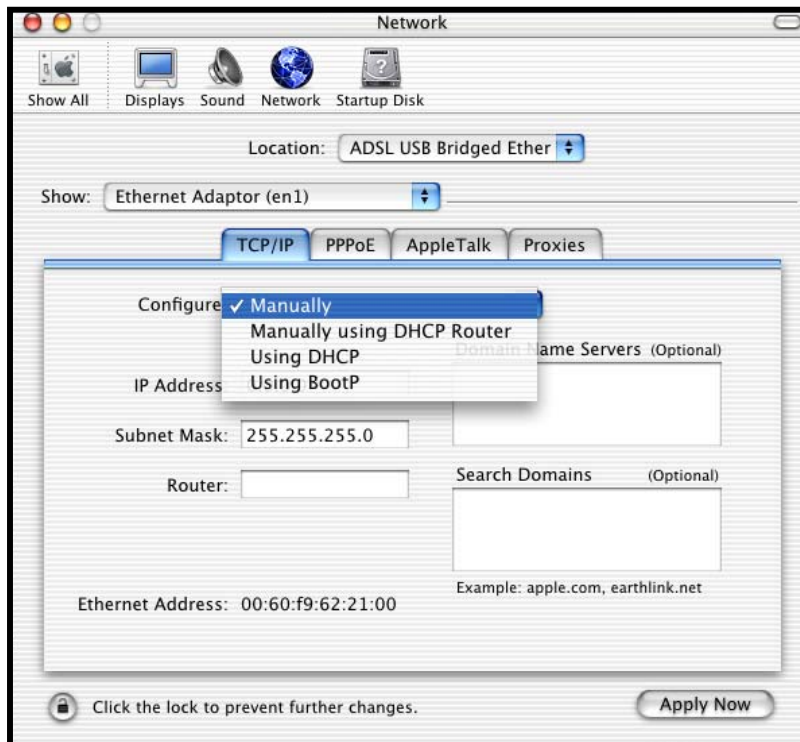 Network
Show All Displays Sound Network Startup Disk
Location: ADSL USB Bridged Ether
Show: Ethernet Adaptor (en1)
TCP/IP PPPoE AppleTalk Proxies
Configure ✓ Manually
Manually using DHCP Router
Using DHCP
Using BootP
Domain Name Servers (Optional)
IP Address:
Subnet Mask: 255.255.255.0
Router:
Search Domains (Optional)
Example: apple.com, earthlink.net
Ethernet Address: 00:60:f9:62:21:00
Click the lock to prevent further changes.
Apply Now